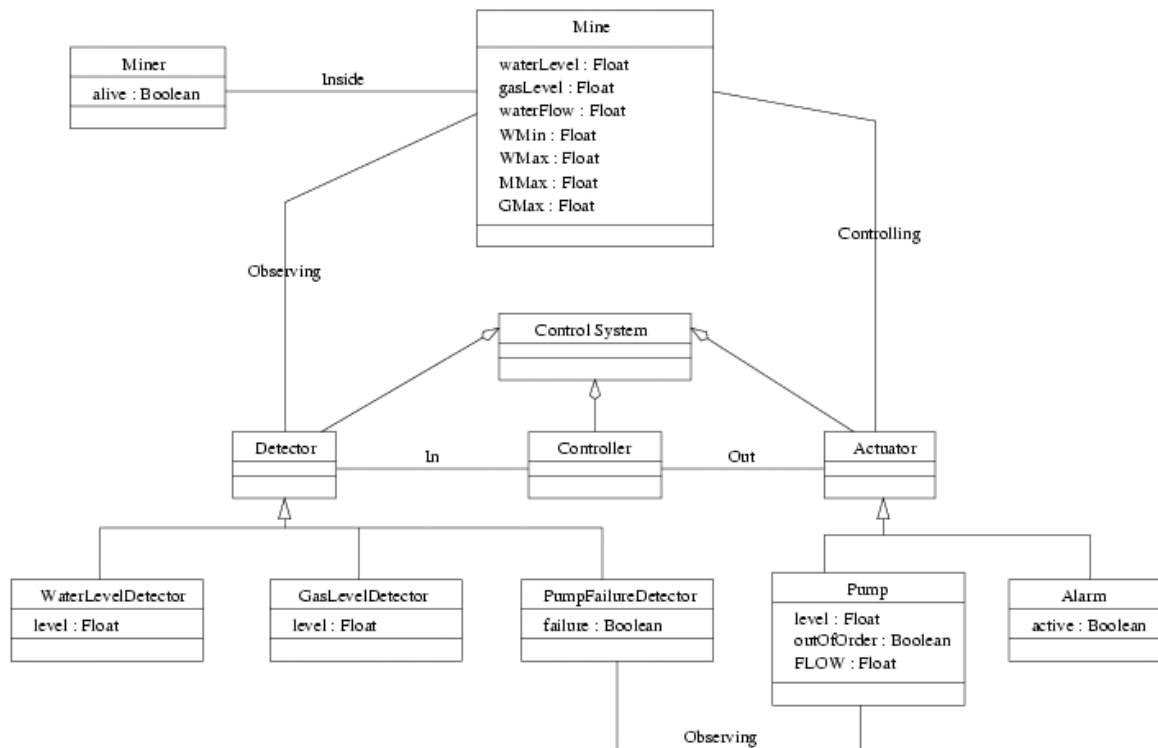 Mine
waterLevel : Float
gasLevel : Float
waterFlow : Float
WMin : Float
WMax : Float
MMax : Float
GMax : Float
Miner
alive : Boolean
Inside
Observing
Controlling
Control System
Detector
In
Controller
Out
Actuator
WaterLevelDetector
level : Float
GasLevelDetector
level : Float
PumpFailureDetector
failure : Boolean
Pump
level : Float
outOfOrder : Boolean
FLOW : Float
Alarm
active : Boolean
Observing